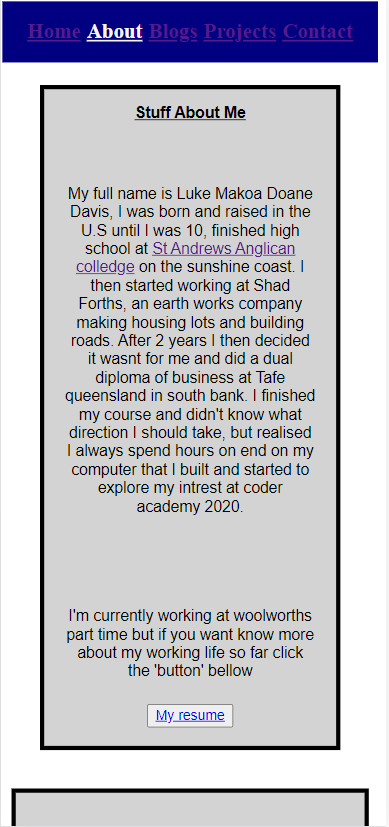 Home About Blogs Projects Contact
Stuff About Me
My full name is Luke Makoa Doane
Davis, I was born and raised in the
U.S until I was 10, finished high
school at St Andrews Anglican
colledge on the sunshine coast. I
then started working at Shad
Forths, an earth works company
making housing lots and building
roads. After 2 years I then decided
it wasnt for me and did a dual
diploma of business at Tafe
queensland in south bank. I finished
my course and didn't know what
direction I should take, but realised
I always spend hours on end on my
computer that I built and started to
explore my intrest at coder
academy 2020.
I'm currently working at woolworths
part time but if you want know more
about my working life so far click
the 'button' bellow
My resume